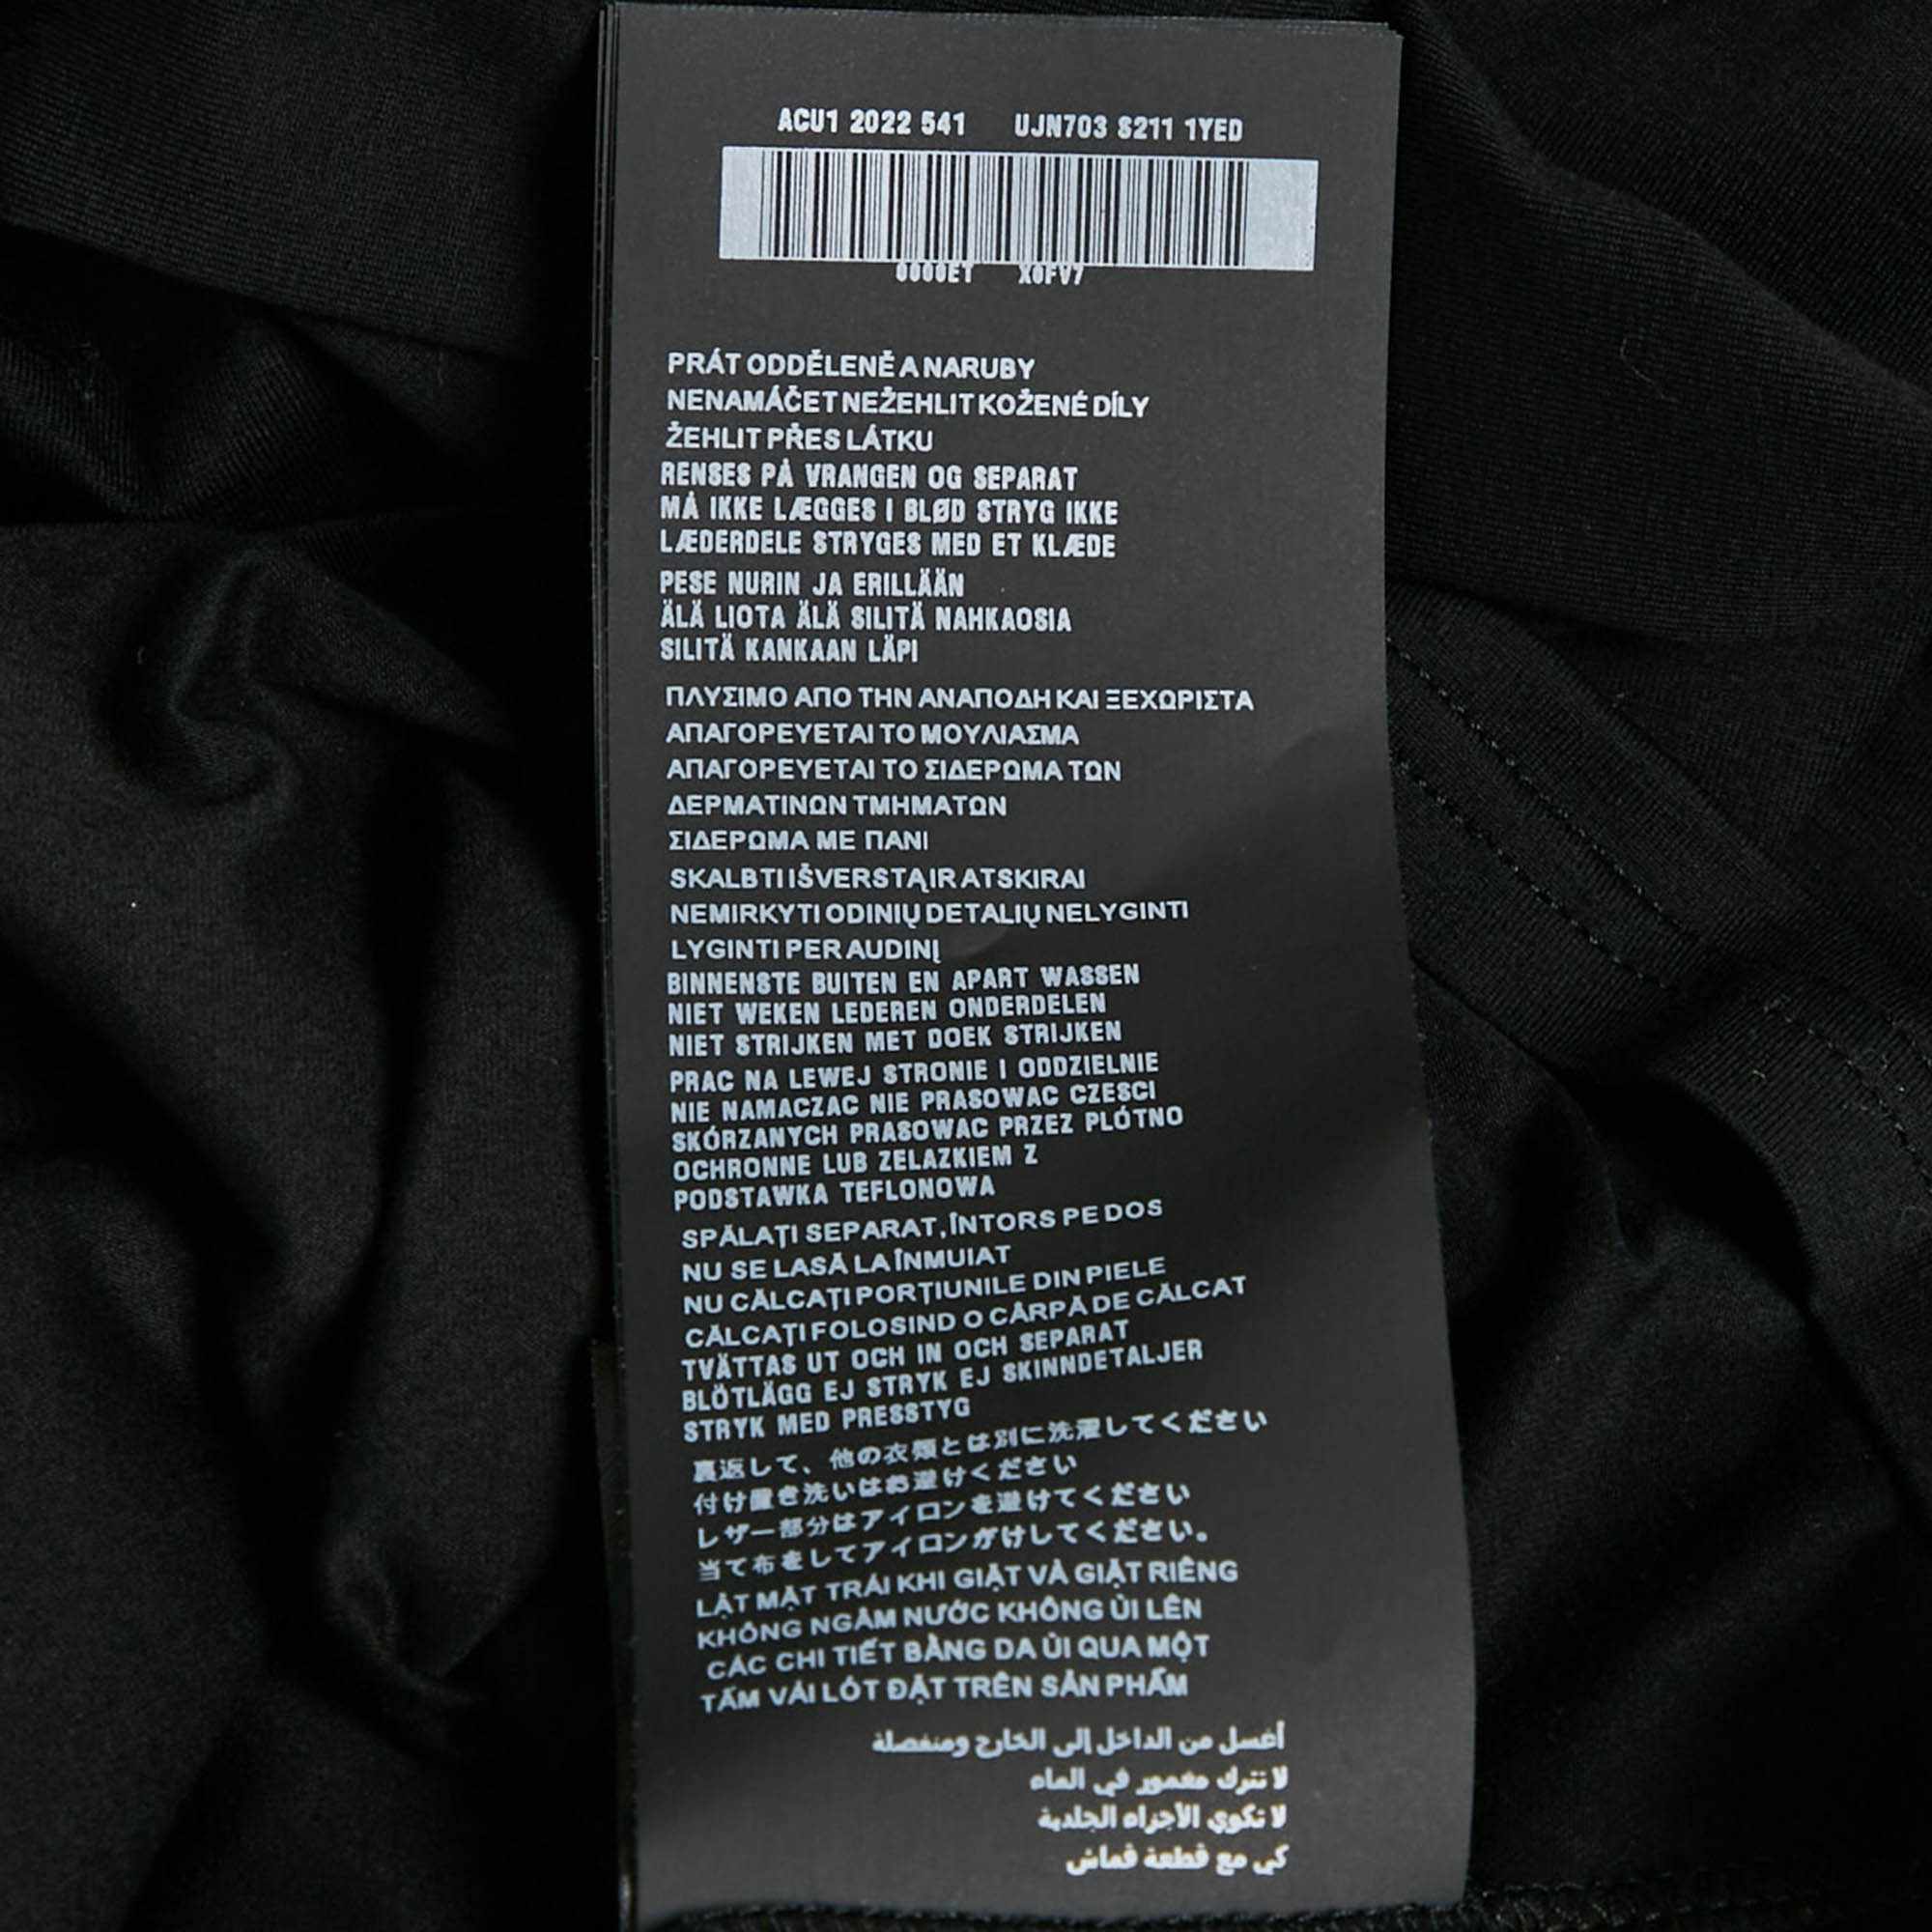 ACU1 2022 541 UJN703 S211 1YED
0000ET X0FV7
PRÁT ODDĚLENĚ A NARUBY
NENAMÁČET NEŽEHLIT KOŽENÉ DÍLY
ŽEHLIT PŘES LÁTKU
RENSES PÅ VRANGEN OG SEPARAT
MÅ IKKE LÆGGES I BLØD STRYG IKKE
LÆDERDELE STRYGES MED ET KLÆDE
PESE NURIN JA ERILLÄÄN
ÄLÄ LIOTA ÄLÄ SILITÄ NAHKAOSIA
SILITÄ KANKAAN LÄPI
ΠΛΥΣΙΜΟ ΑΠΟ ΤΗΝ ΑΝΑΠΟΔΗ ΚΑΙ ΞΕΧΩΡΙΣΤΑ
ΑΠΑΓΟΡΕΥΕΤΑΙ ΤΟ ΜΟΥΛΙΑΣΜΑ
ΑΠΑΓΟΡΕΥΕΤΑΙ ΤΟ ΣΙΔΕΡΩΜΑ ΤΩΝ
ΔΕΡΜΑΤΙΝΩΝ ΤΜΗΜΑΤΩΝ
ΣΙΔΕΡΩΜΑ ΜΕ ΠΑΝΙ
SKALBTI IŠVERSTĄ IR ATSKIRAI
NEMIRKYTI ODINIŲ DETALIŲ NELYGINTI
LYGINTI PER AUDINĮ
BINNENSTE BUITEN EN APART WASSEN
NIET WEKEN LEDEREN ONDERDELEN
NIET STRIJKEN MET DOEK STRIJKEN
PRAC NA LEWEJ STRONIE I ODDZIELNIE
NIE NAMACZAC NIE PRASOWAC CZESCI
SKÓRZANYCH PRASOWAC PRZEZ PLÓTNO
OCHRONNE LUB ZELAZKIEM Z
PODSTAWKA TEFLONOWA
SPĂLAȚI SEPARAT, ÎNTORS PE DOS
NU SE LASĂ LA ÎNMUIAT
NU CĂLCAȚI PORȚIUNILE DIN PIELE
CĂLCAȚI FOLOSIND O CÂRPĂ DE CĂLCAT
TVÄTTAS UT OCH IN OCH SEPARAT
BLÖTLÄGG EJ STRYK EJ SKINNDETALJER
STRYK MED PRESSTYG
裏返して、他の衣類とは別に洗濯してください
付け置き洗いはお避けください
レザー部分はアイロンを避けてください
当て布をしてアイロンがけしてください。
LẬT MẶT TRÁI KHI GIẶT VÀ GIẶT RIÊNG
KHÔNG NGÂM NƯỚC KHÔNG ỦI LÊN
CÁC CHI TIẾT BẰNG DA ỦI QUA MỘT
TẤM VẢI LÓT ĐẶT TRÊN SẢN PHẨM
أغسل من الداخل إلى الخارج ومنفصلة
لا تترك مغمور في الماء
لا تكوي الأجزاء الجلدية
كي مع قطعة قماش